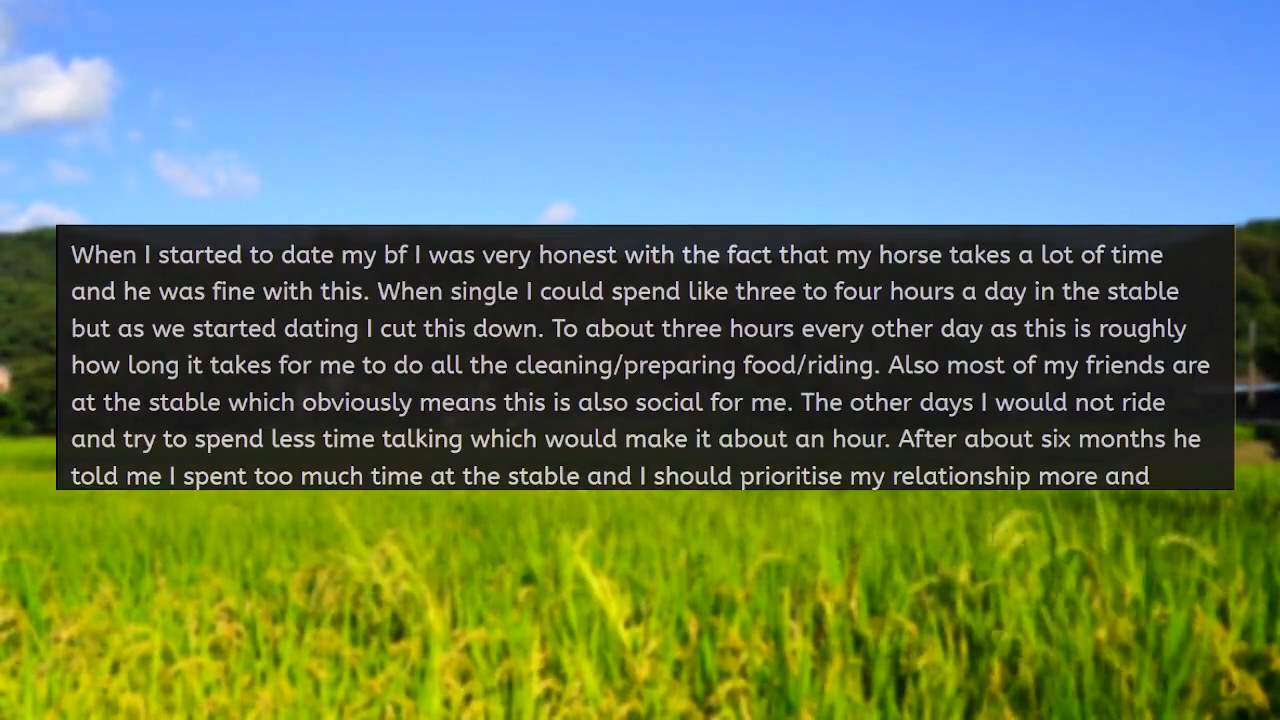 When I started to date my bf I was very honest with the fact that my horse takes a lot of time
and he was fine with this. When single I could spend like three to four hours a day in the stable
but as we started dating I cut this down. To about three hours every other day as this is roughly
how long it takes for me to do all the cleaning/preparing food/riding. Also most of my friends are
at the stable which obviously means this is also social for me. The other days I would not ride
and try to spend less time talking which would make it about an hour. After about six months he
told me I spent too much time at the stable and I should prioritise my relationship more and